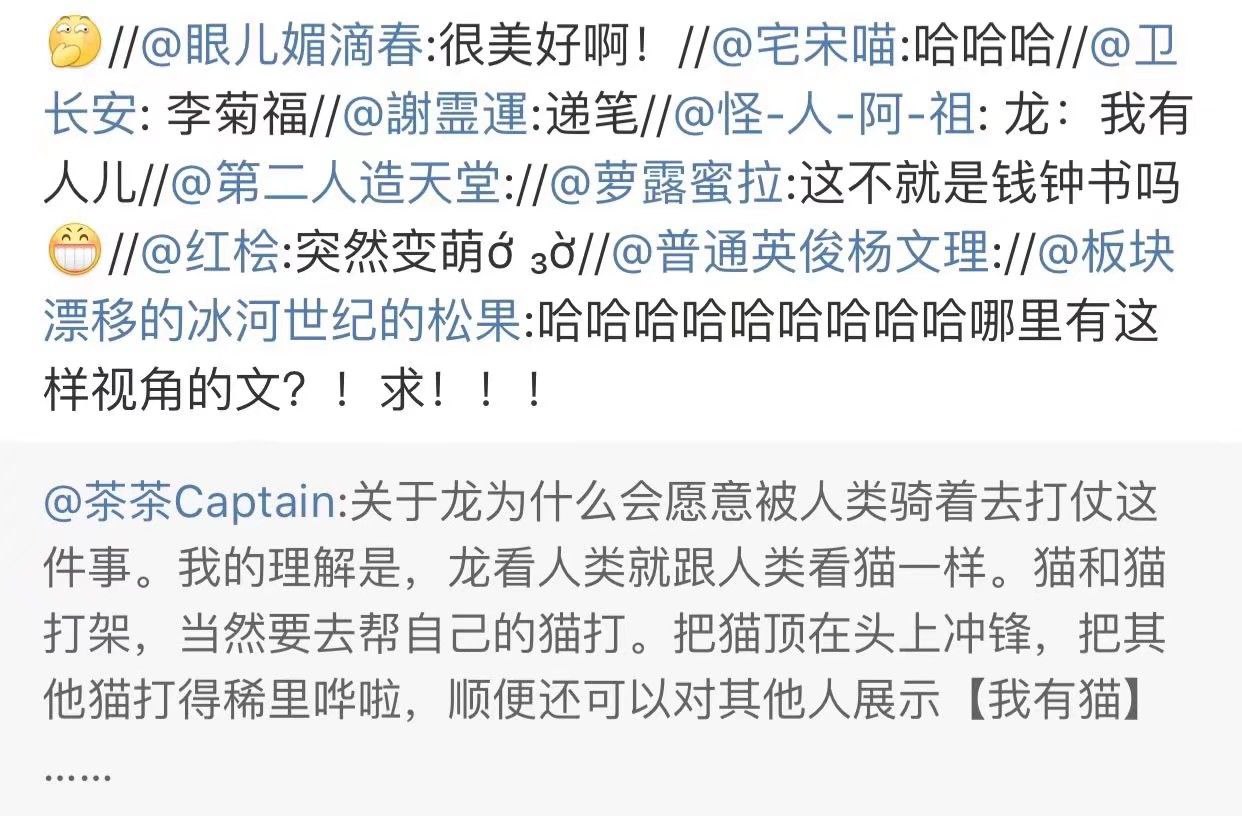 //@眼儿媚滴春:很美好啊！//@宅宋喵:哈哈哈//@卫
长安: 李菊福//@謝霊運:递笔//@怪-人-阿-祖: 龙：我有
人儿//@第二人造天堂://@萝露蜜拉:这不就是钱钟书吗
//@红桧:突然变萌ớ ₃ờ//@普通英俊杨文理://@板块
漂移的冰河世纪的松果:哈哈哈哈哈哈哈哈哈哪里有这
样视角的文？！求！！！
@茶茶Captain:关于龙为什么会愿意被人类骑着去打仗这
件事。我的理解是，龙看人类就跟人类看猫一样。猫和猫
打架，当然要去帮自己的猫打。把猫顶在头上冲锋，把其
他猫打得稀里哗啦，顺便还可以对其他人展示【我有猫】
……